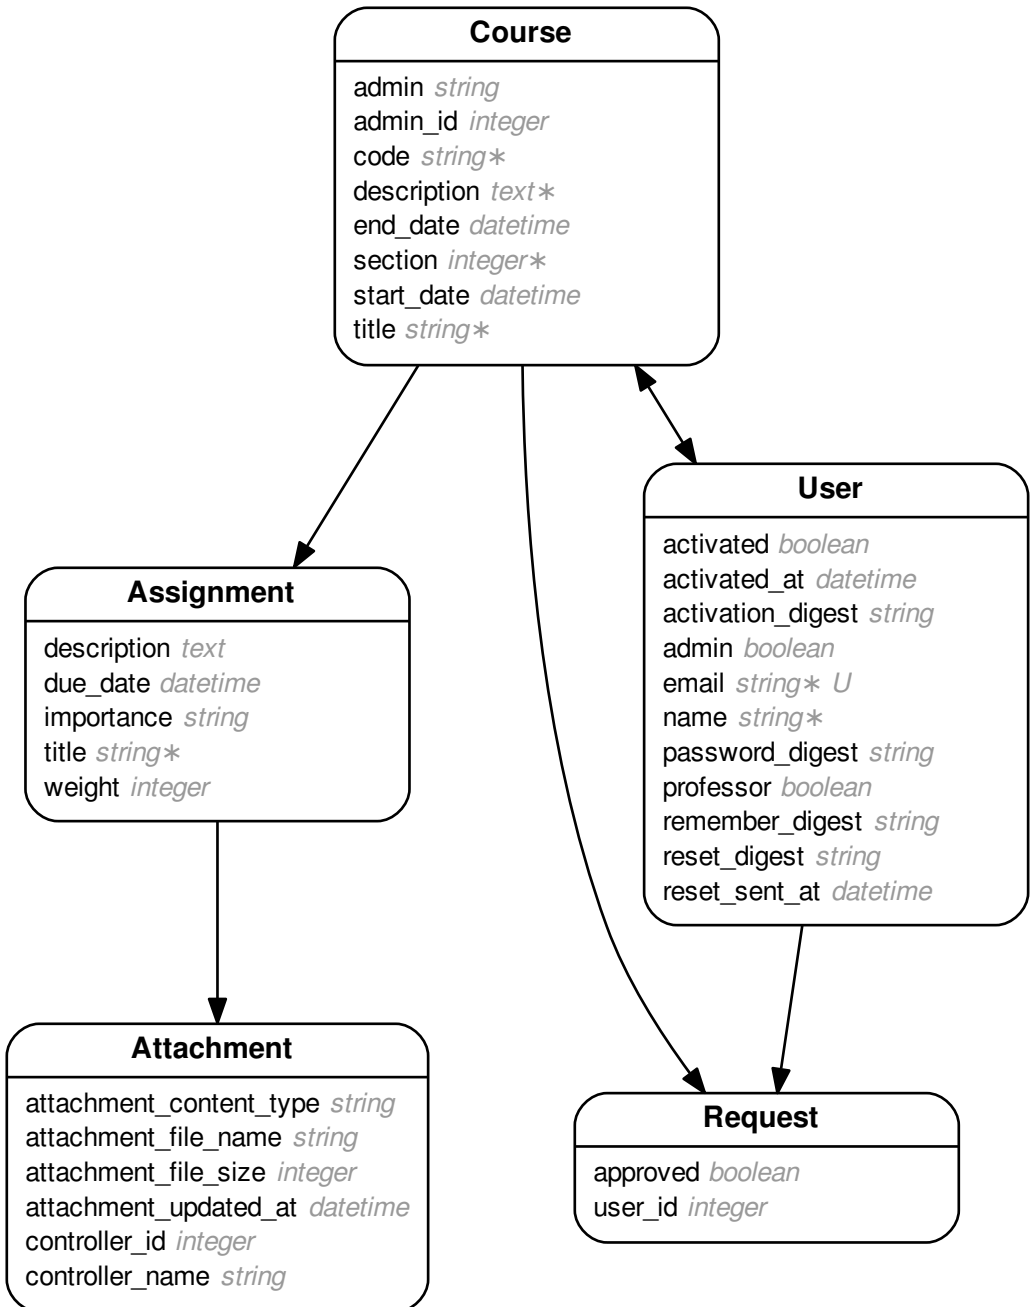 Course
admin string
admin_id integer
code string∗
description text∗
end_date datetime
section integer∗
start_date datetime
title string∗
User
activated boolean
activated_at datetime
activation_digest string
admin boolean
email string∗ U
name string∗
password_digest string
professor boolean
remember_digest string
reset_digest string
reset_sent_at datetime
Assignment
description text
due_date datetime
importance string
title string∗
weight integer
Attachment
attachment_content_type string
attachment_file_name string
attachment_file_size integer
attachment_updated_at datetime
controller_id integer
controller_name string
Request
approved boolean
user_id integer